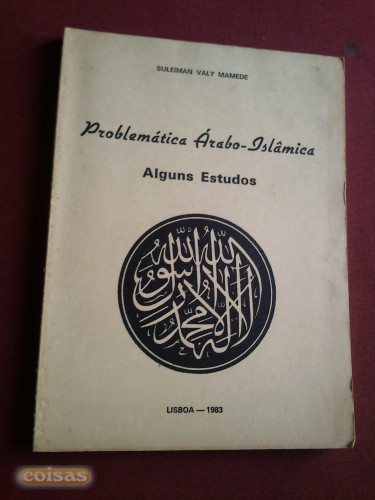 SULEIMAN VALY MAMEDE
Problemática Árabo-Islâmica
Alguns Estudos
لا إله إلا الله محمد رسول الله
LISBOA — 1983
coisas